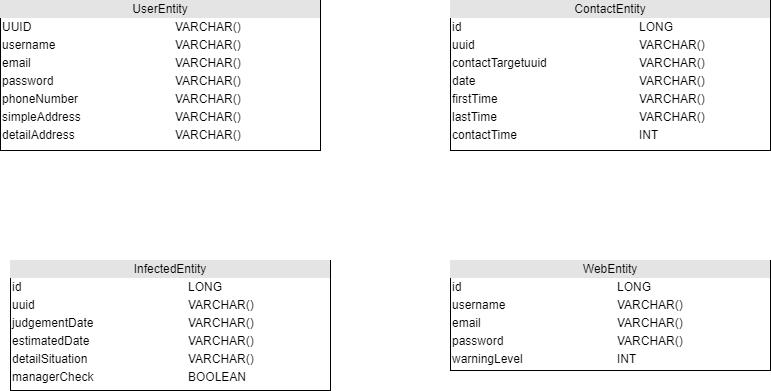 UserEntity
UUID VARCHAR()
username VARCHAR()
email VARCHAR()
password VARCHAR()
phoneNumber VARCHAR()
simpleAddress VARCHAR()
detailAddress VARCHAR()
ContactEntity
id LONG
uuid VARCHAR()
contactTargetuuid VARCHAR()
date VARCHAR()
firstTime VARCHAR()
lastTime VARCHAR()
contactTime INT
InfectedEntity
id LONG
uuid VARCHAR()
judgementDate VARCHAR()
estimatedDate VARCHAR()
detailSituation VARCHAR()
managerCheck BOOLEAN
WebEntity
id LONG
username VARCHAR()
email VARCHAR()
password VARCHAR()
warningLevel INT